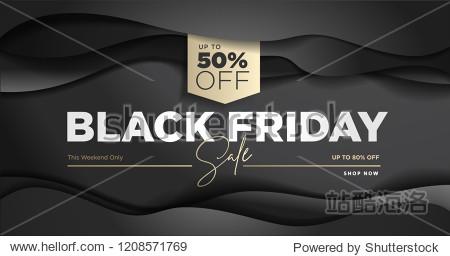 UP TO
50%
OFF
BLACK FRIDAY
Sale
This Weekend Only
UP TO 80% OFF
SHOP NOW
站酷海洛
www.hellorf.com · 1208571769
Powered by Shutterstock